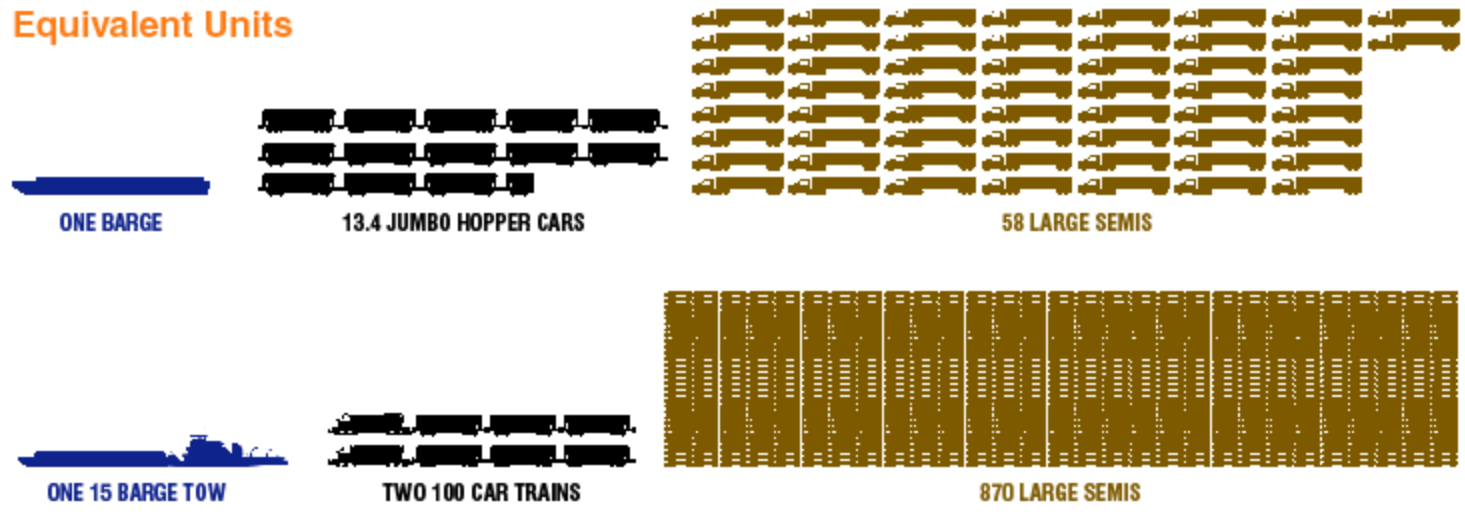 Equivalent Units
ONE BARGE
13.4 JUMBO HOPPER CARS
58 LARGE SEMIS
ONE 15 BARGE TOW
TWO 100 CAR TRAINS
870 LARGE SEMIS